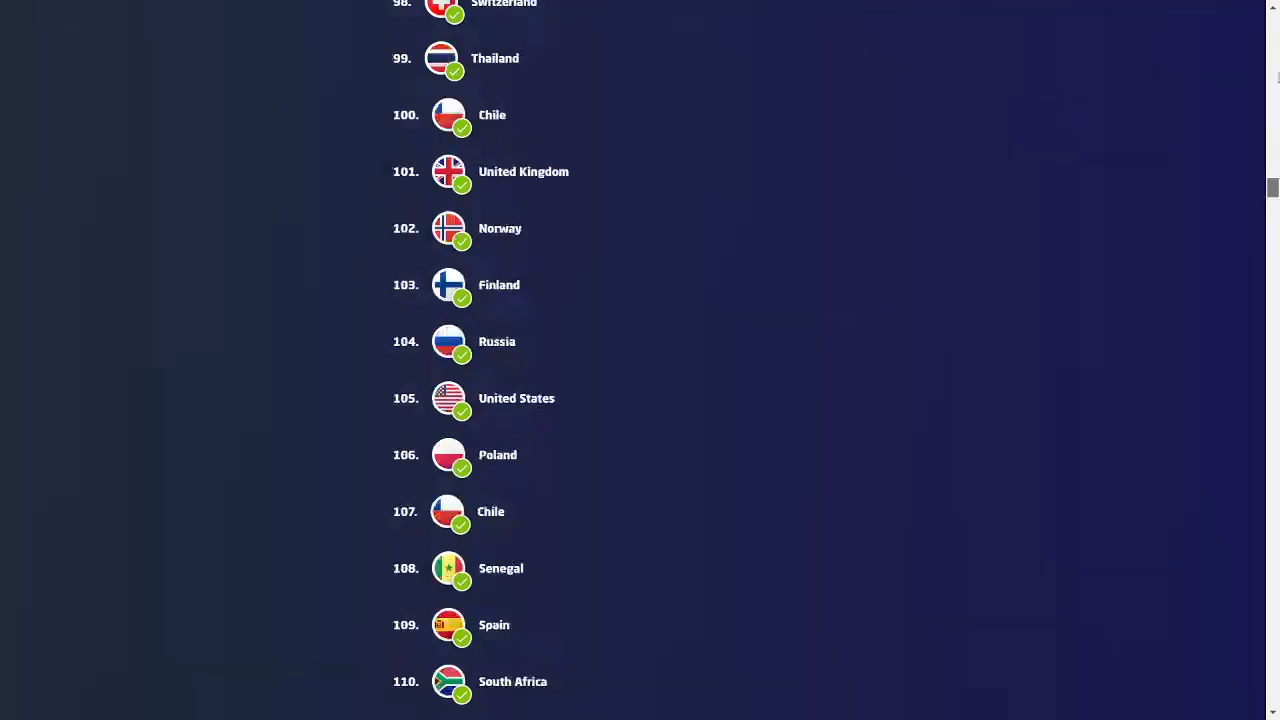 98. Switzerland
99. Thailand
100. Chile
101. United Kingdom
102. Norway
103. Finland
104. Russia
105. United States
106. Poland
107. Chile
108. Senegal
109. Spain
110. South Africa